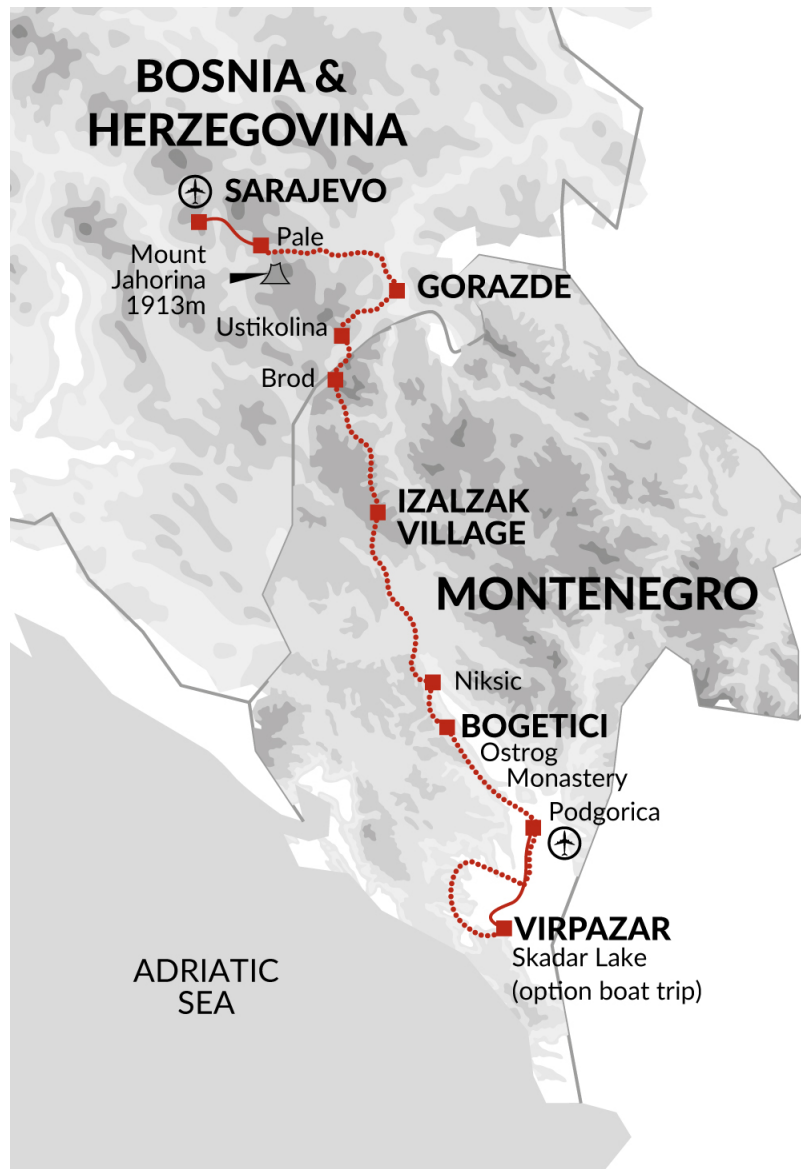 BOSNIA &
HERZEGOVINA
SARAJEVO
Pale
Mount
Jahorina
1913m
GORAZDE
Ustikolina
Brod
IZALZAK
VILLAGE
MONTENEGRO
Niksic
BOGETICI
Ostrog
Monastery
Podgorica
VIRPAZAR
Skadar Lake
(option boat trip)
ADRIATIC
SEA